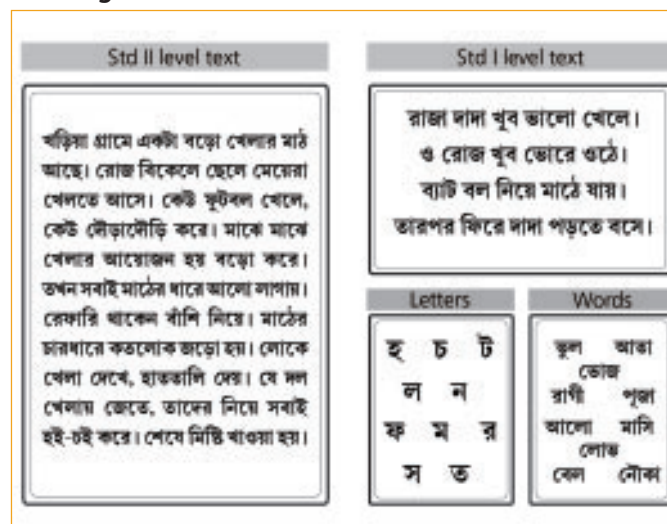 Std II level text
খড়িয়া গ্রামে একটা বড়ো খেলার মাঠ
আছে। রোজ বিকেলে ছেলে মেয়েরা
খেলতে আসে। কেউ ফুটবল খেলে,
কেউ দৌড়াদৌড়ি করে। মাঝে মাঝে
খেলার আয়োজন হয় বড়ো করে।
তখন সবাই মাঠের ধারে আলো লাগায়।
রেফারি থাকেন বাঁশি নিয়ে। মাঠের
চারধারে কতলোক জড়ো হয়। লোকে
খেলা দেখে, হাততালি দেয়। যে দল
খেলায় জেতে, তাদের নিয়ে সবাই
হই-চই করে। শেষে মিষ্টি খাওয়া হয়।
Std I level text
রাজা দাদা খুব ভালো খেলে।
ও রোজ খুব ভোরে ওঠে।
ব্যাট বল নিয়ে মাঠে যায়।
তারপর ফিরে দাদা পড়তে বসে।
Letters
হ চ ট
ল ন
ফ ম র
স ত
Words
ভুল আতা
ভোজ
রাগী পূজা
আলো মাসি
লোভ
বেল নৌকা